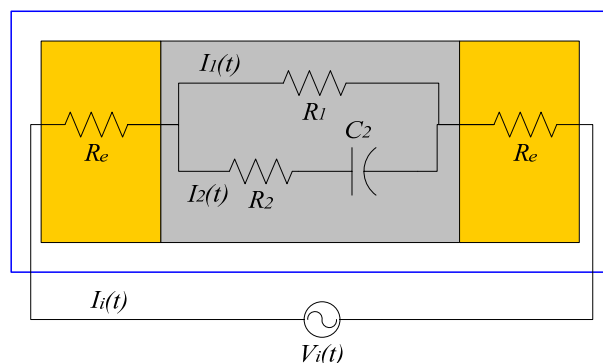 I1(t)
R1
C2
Re
Re
I2(t)
R2
Ii(t)
Vi(t)